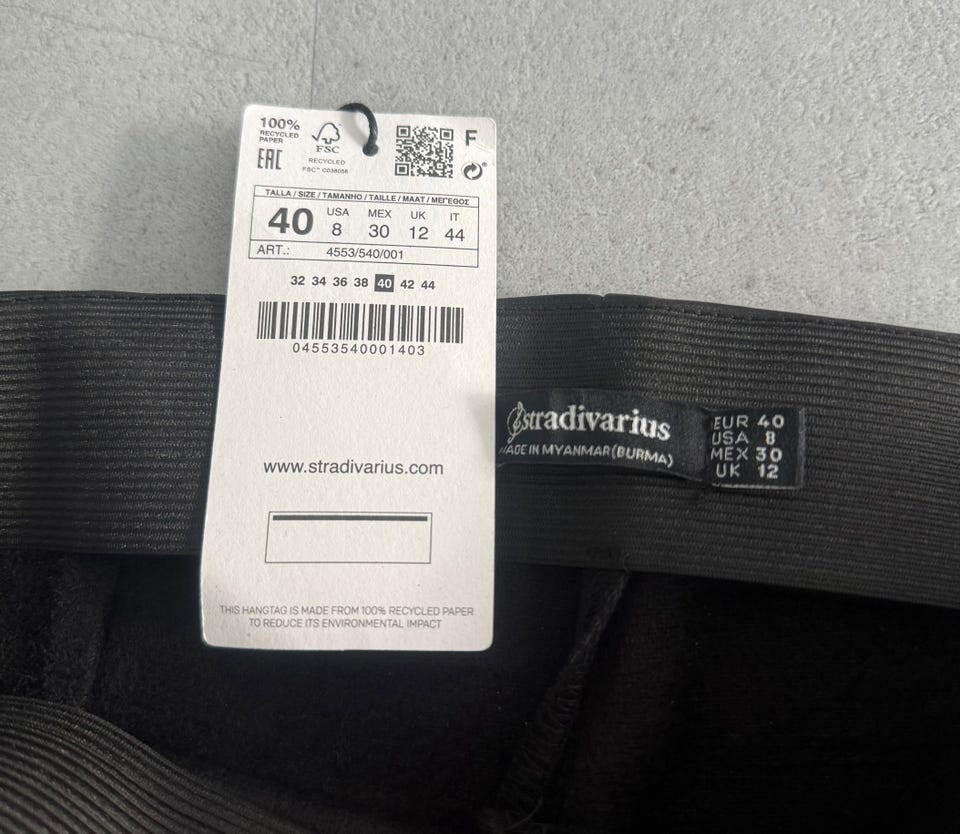 100%
RECYCLED
PAPER
EAC
FSC
RECYCLED
FSC™ C038056
F
TALLA / SIZE / TAMANHO / TAILLE / MAAT / ΜΕΓΕΘΟΣ
40 USA 8 MEX 30 UK 12 IT 44
ART.: 4553/540/001
32 34 36 38 40 42 44
04553540001403
www.stradivarius.com
THIS HANGTAG IS MADE FROM 100% RECYCLED PAPER
TO REDUCE ITS ENVIRONMENTAL IMPACT
stradivarius
MADE IN MYANMAR (BURMA)
EUR 40
USA 8
MEX 30
UK 12